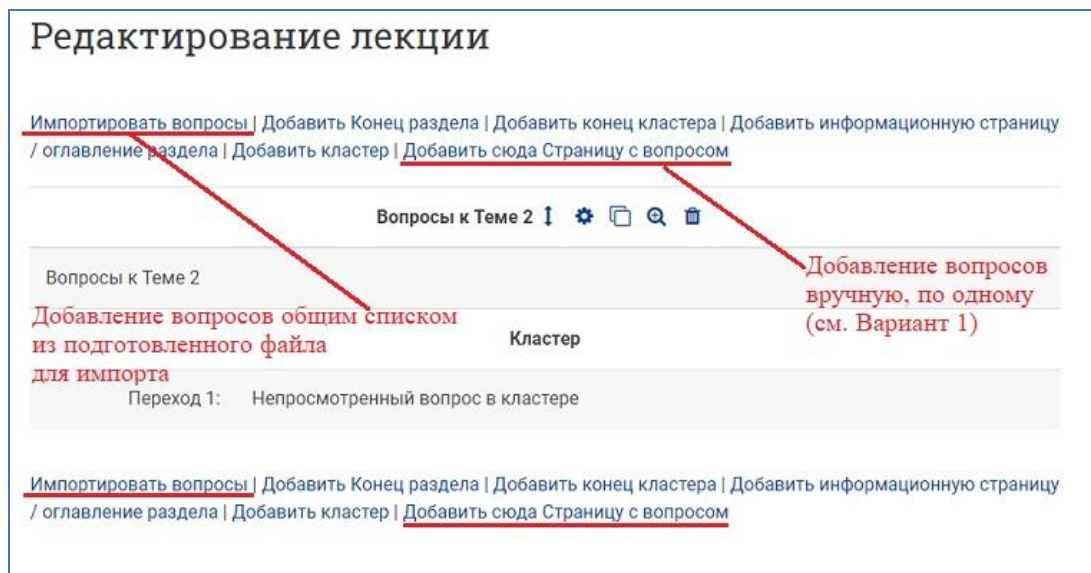 Редактирование лекции
Импортировать вопросы | Добавить Конец раздела | Добавить конец кластера | Добавить информационную страницу
/ оглавление раздела | Добавить кластер | Добавить сюда Страницу с вопросом
Вопросы к Теме 2
Вопросы к Теме 2
Добавление вопросов
вручную, по одному
(см. Вариант 1)
Добавление вопросов общим списком
из подготовленного файла
для импорта
Кластер
Переход 1: Непросмотренный вопрос в кластере
Импортировать вопросы | Добавить Конец раздела | Добавить конец кластера | Добавить информационную страницу
/ оглавление раздела | Добавить кластер | Добавить сюда Страницу с вопросом